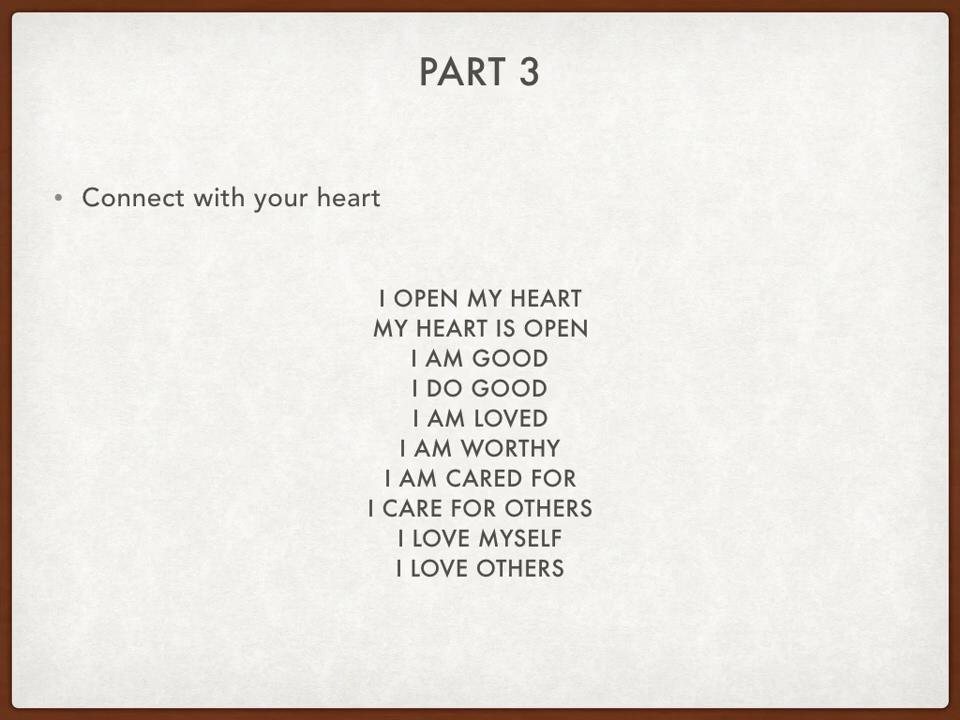 PART 3
• Connect with your heart
I OPEN MY HEART
MY HEART IS OPEN
I AM GOOD
I DO GOOD
I AM LOVED
I AM WORTHY
I AM CARED FOR
I CARE FOR OTHERS
I LOVE MYSELF
I LOVE OTHERS